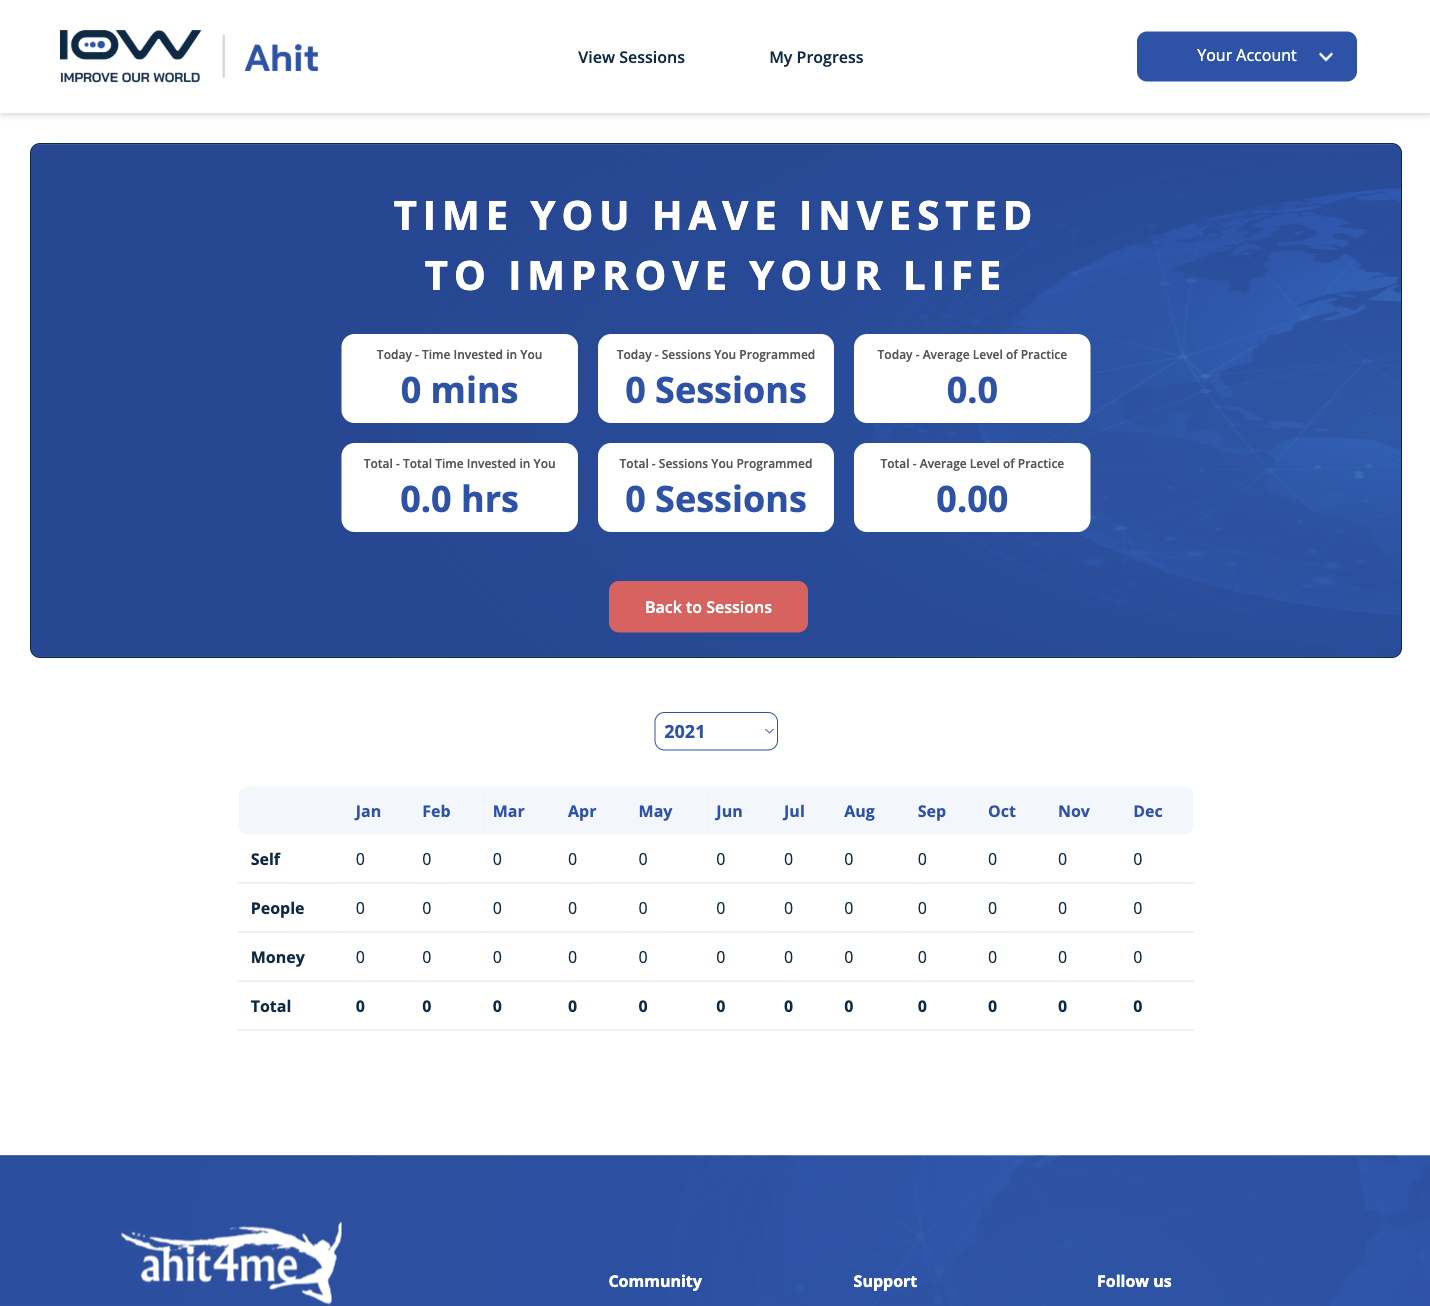 IOW
IMPROVE OUR WORLD
Ahit
View Sessions
My Progress
Your Account
TIME YOU HAVE INVESTED
TO IMPROVE YOUR LIFE
Today - Time Invested in You
0 mins
Today - Sessions You Programmed
0 Sessions
Today - Average Level of Practice
0.0
Total - Total Time Invested in You
0.0 hrs
Total - Sessions You Programmed
0 Sessions
Total - Average Level of Practice
0.00
Back to Sessions
2021
Jan Feb Mar Apr May Jun Jul Aug Sep Oct Nov Dec
Self 0 0 0 0 0 0 0 0 0 0 0 0
People 0 0 0 0 0 0 0 0 0 0 0 0
Money 0 0 0 0 0 0 0 0 0 0 0 0
Total 0 0 0 0 0 0 0 0 0 0 0 0
ahit4me
Community
Support
Follow us